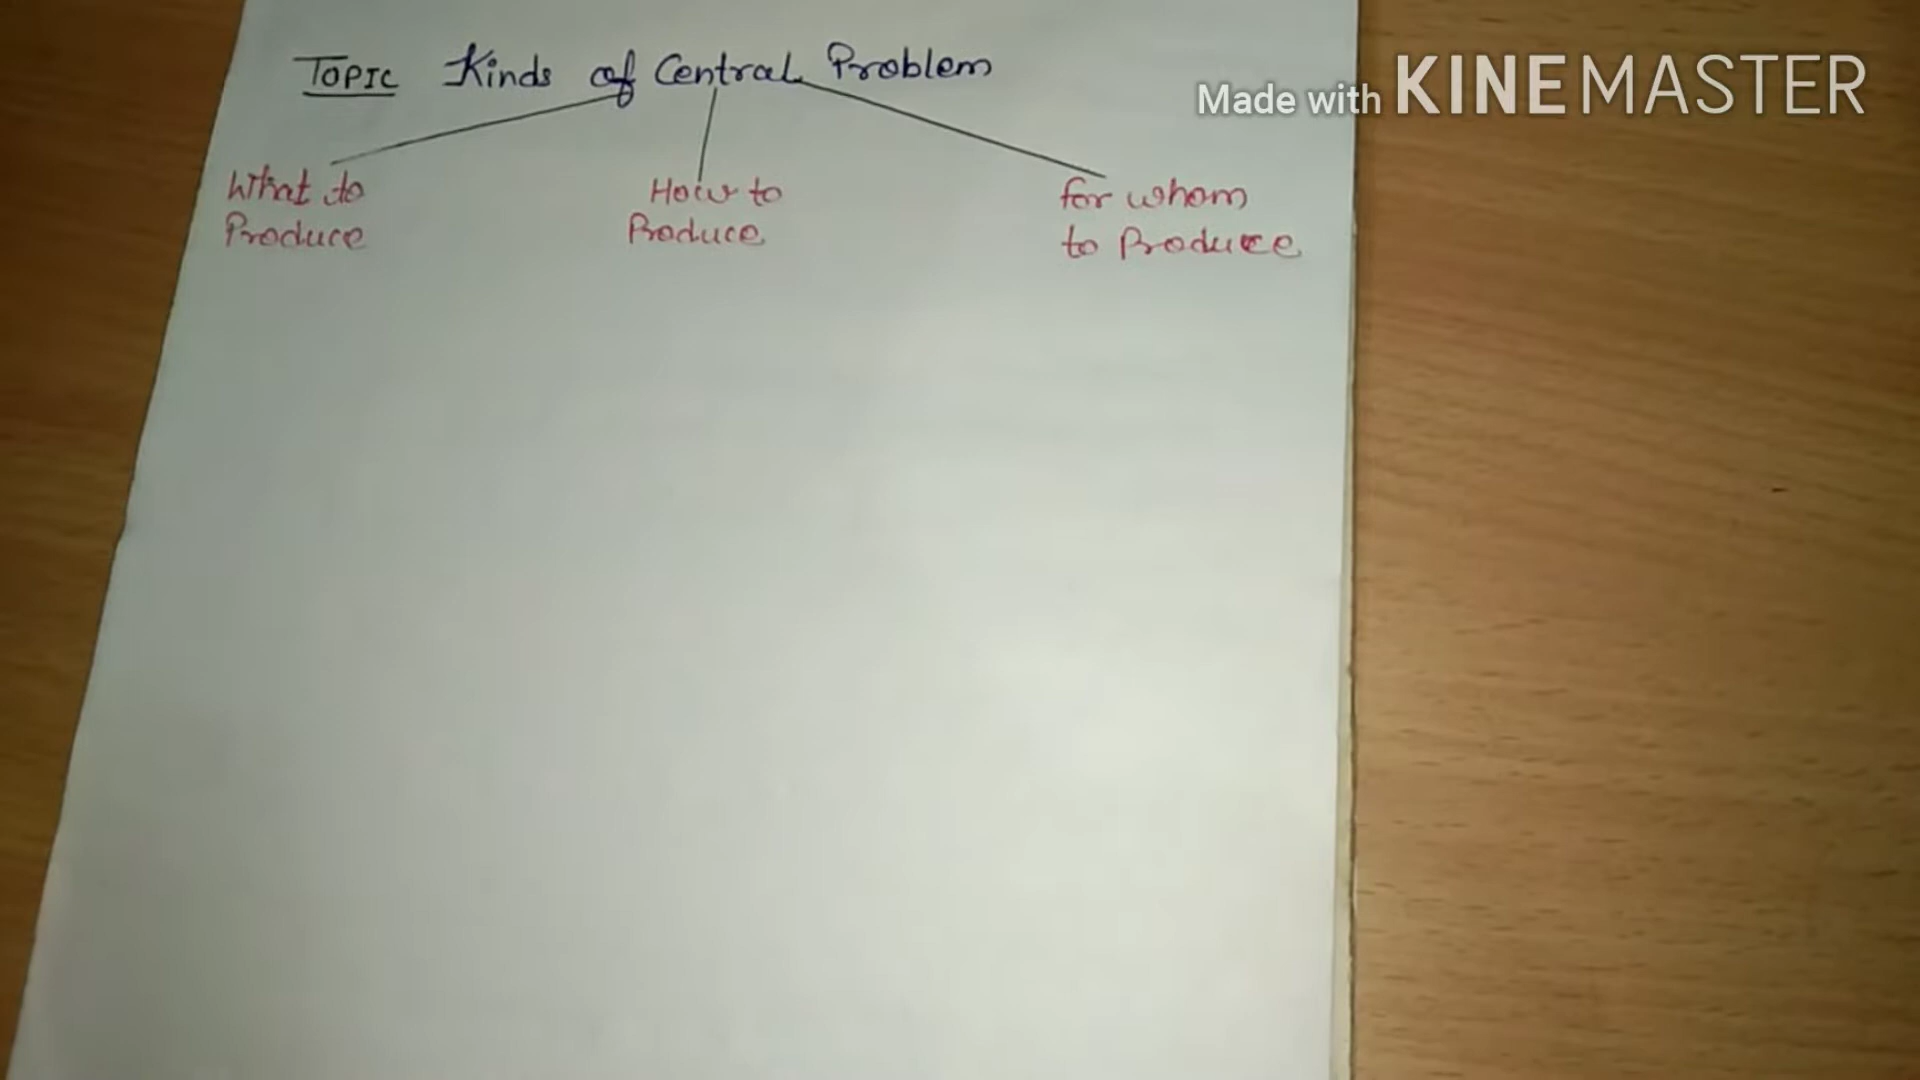 TOPIC Kinds of Central Problem
Made with KINEMASTER
What to
Produce
How to
Produce
for whom
to Produce